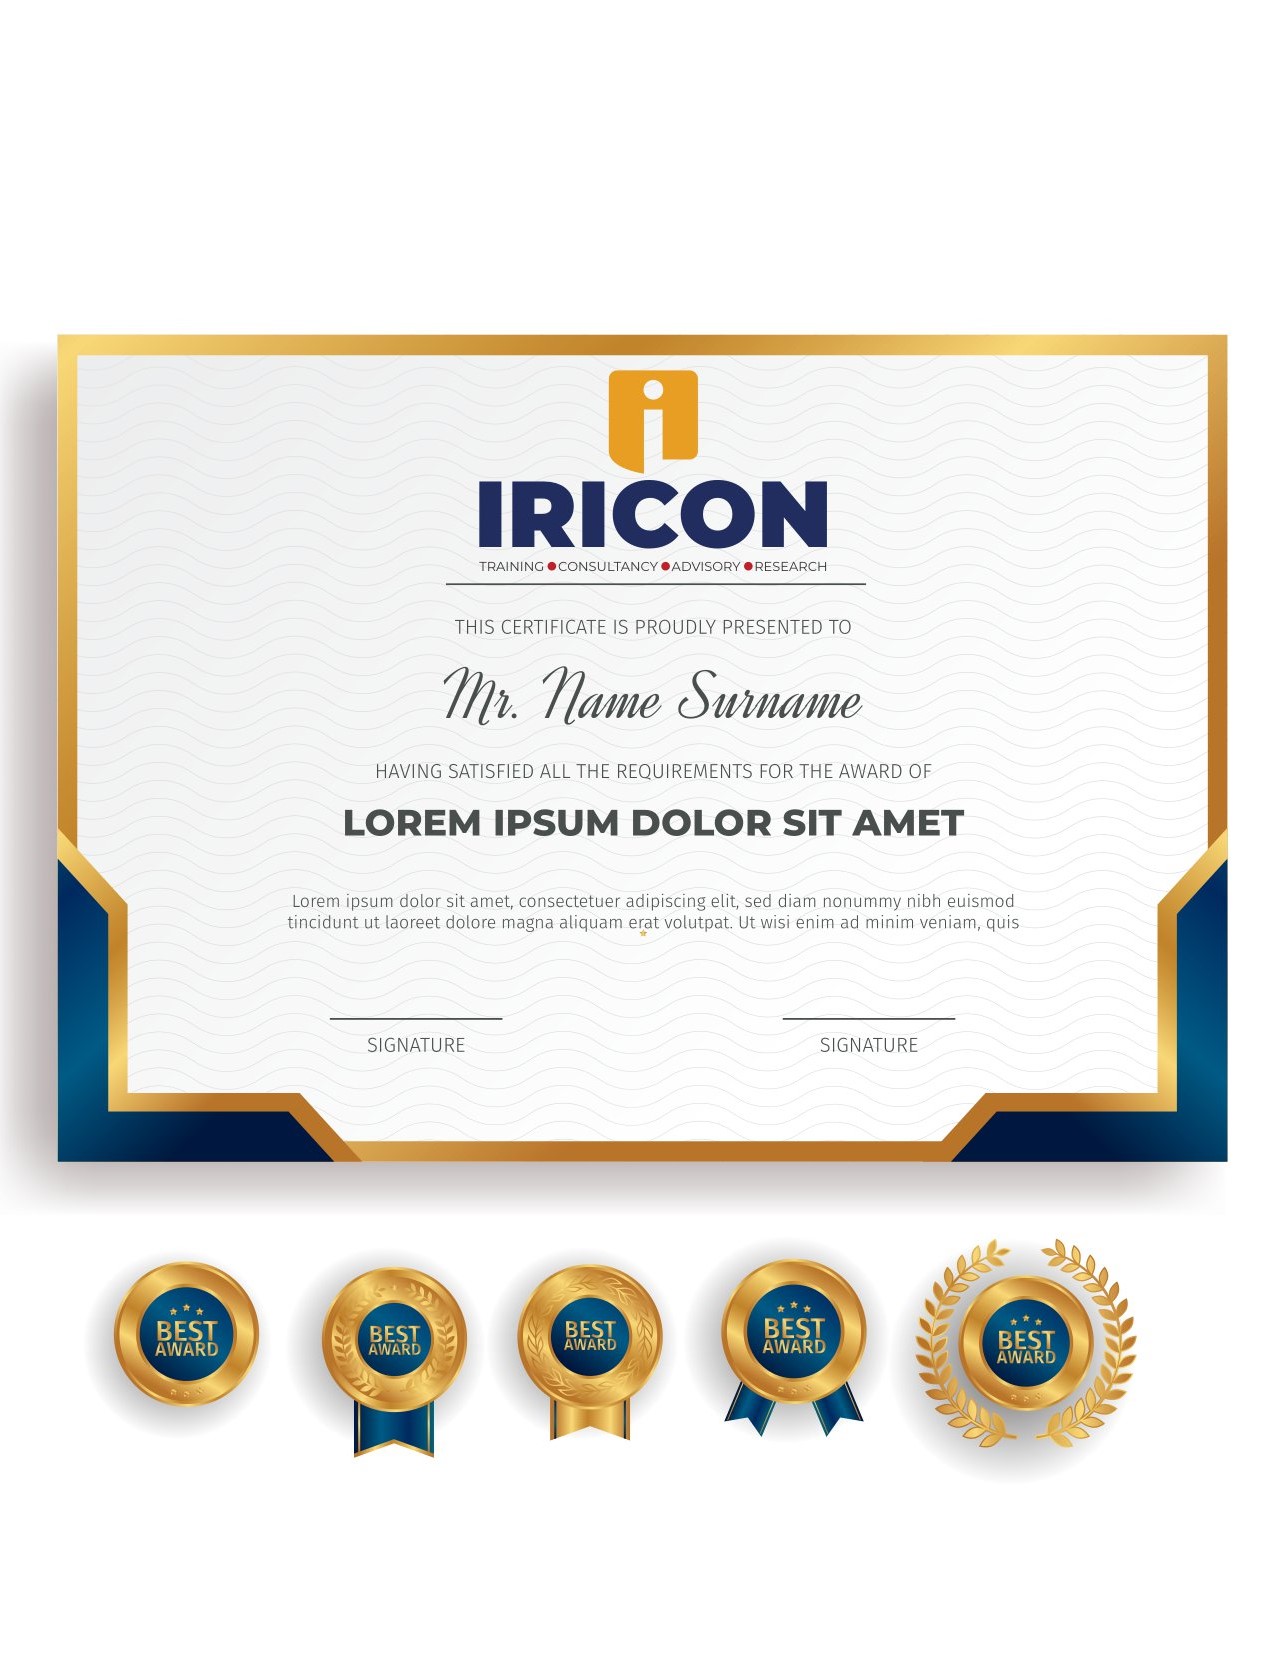 i
IRICON
TRAINING ● CONSULTANCY ● ADVISORY ● RESEARCH
THIS CERTIFICATE IS PROUDLY PRESENTED TO
Mr. Name Surname
HAVING SATISFIED ALL THE REQUIREMENTS FOR THE AWARD OF
LOREM IPSUM DOLOR SIT AMET
Lorem ipsum dolor sit amet, consectetuer adipiscing elit, sed diam nonummy nibh euismod
tincidunt ut laoreet dolore magna aliquam erat volutpat. Ut wisi enim ad minim veniam, quis
SIGNATURE SIGNATURE
BEST
AWARD
BEST
AWARD
BEST
AWARD
BEST
AWARD
BEST
AWARD